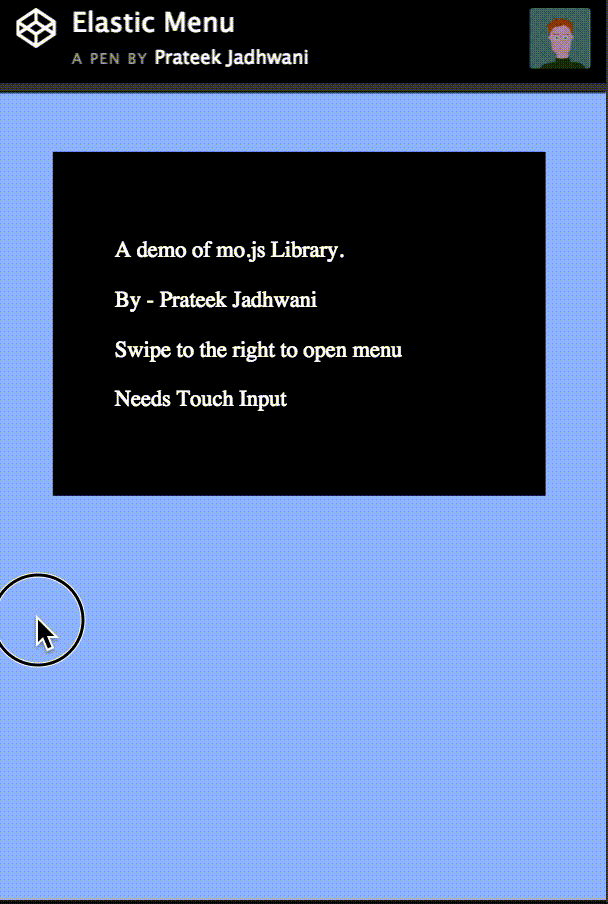 Elastic Menu
A PEN BY Prateek Jadhwani
A demo of mo.js Library.
By - Prateek Jadhwani
Swipe to the right to open menu
Needs Touch Input